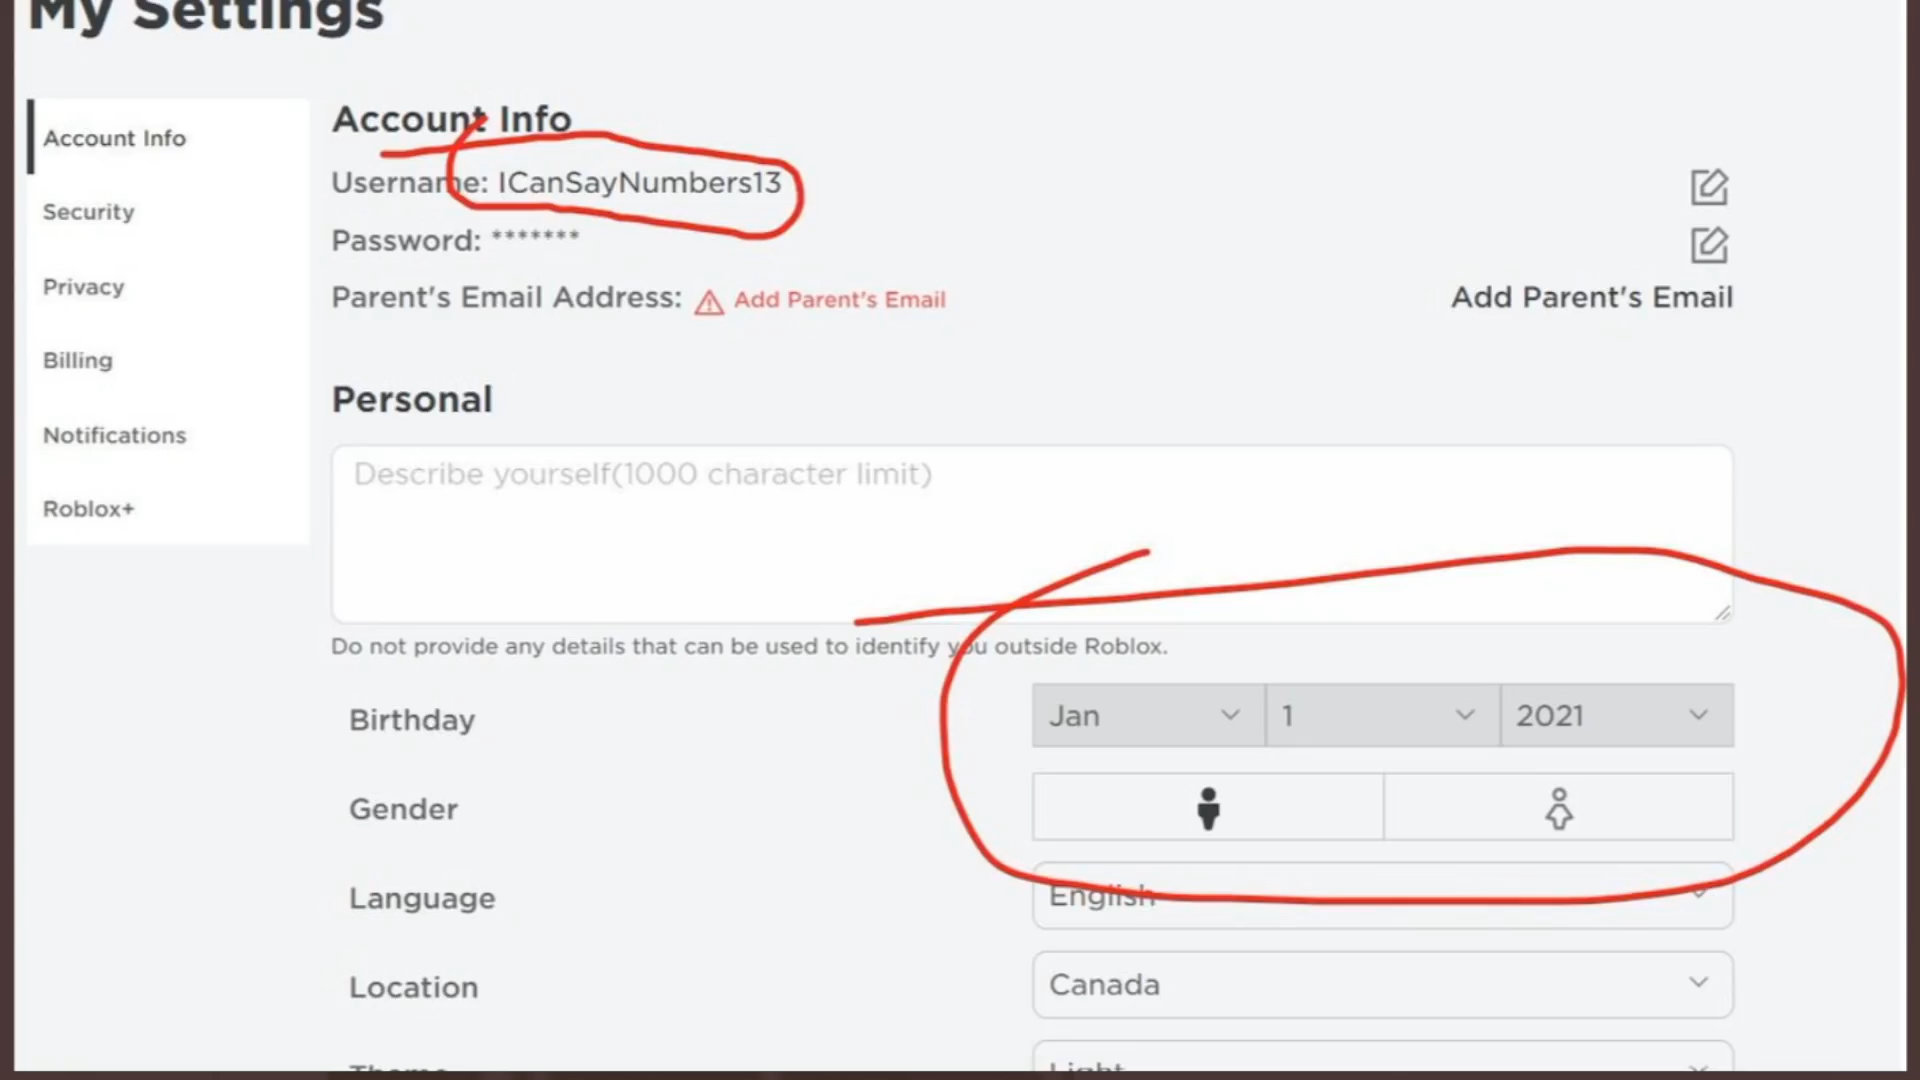 My Settings
Account Info
Security
Privacy
Billing
Notifications
Roblox+
Account Info
Username: ICanSayNumbers13
Password: *******
Parent's Email Address: Add Parent's Email
Add Parent's Email
Personal
Describe yourself(1000 character limit)
Do not provide any details that can be used to identify you outside Roblox.
Birthday
Jan 1 2021
Gender
Language
English
Location
Canada
Theme
Light